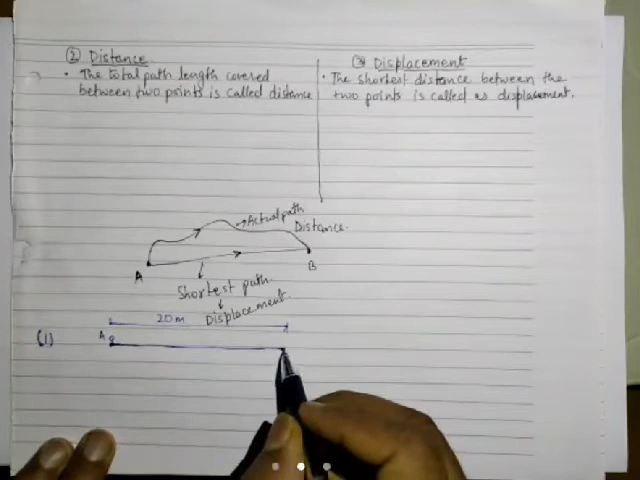 ② Distance
• The total path length covered
between two points is called distance
③ Displacement
• The shortest distance between the
two points is called as displacement.
→Actual path
Distance.
A
B
Shortest path
↓
Displacement.
20m
(1)
A